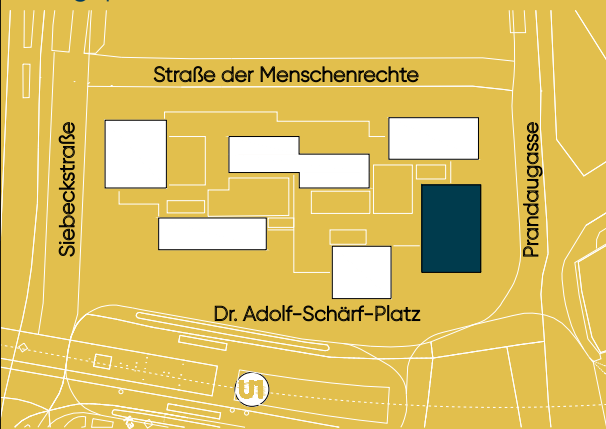 Straße der Menschenrechte
Siebeckstraße
Prandaugasse
Dr. Adolf-Schärf-Platz
U1